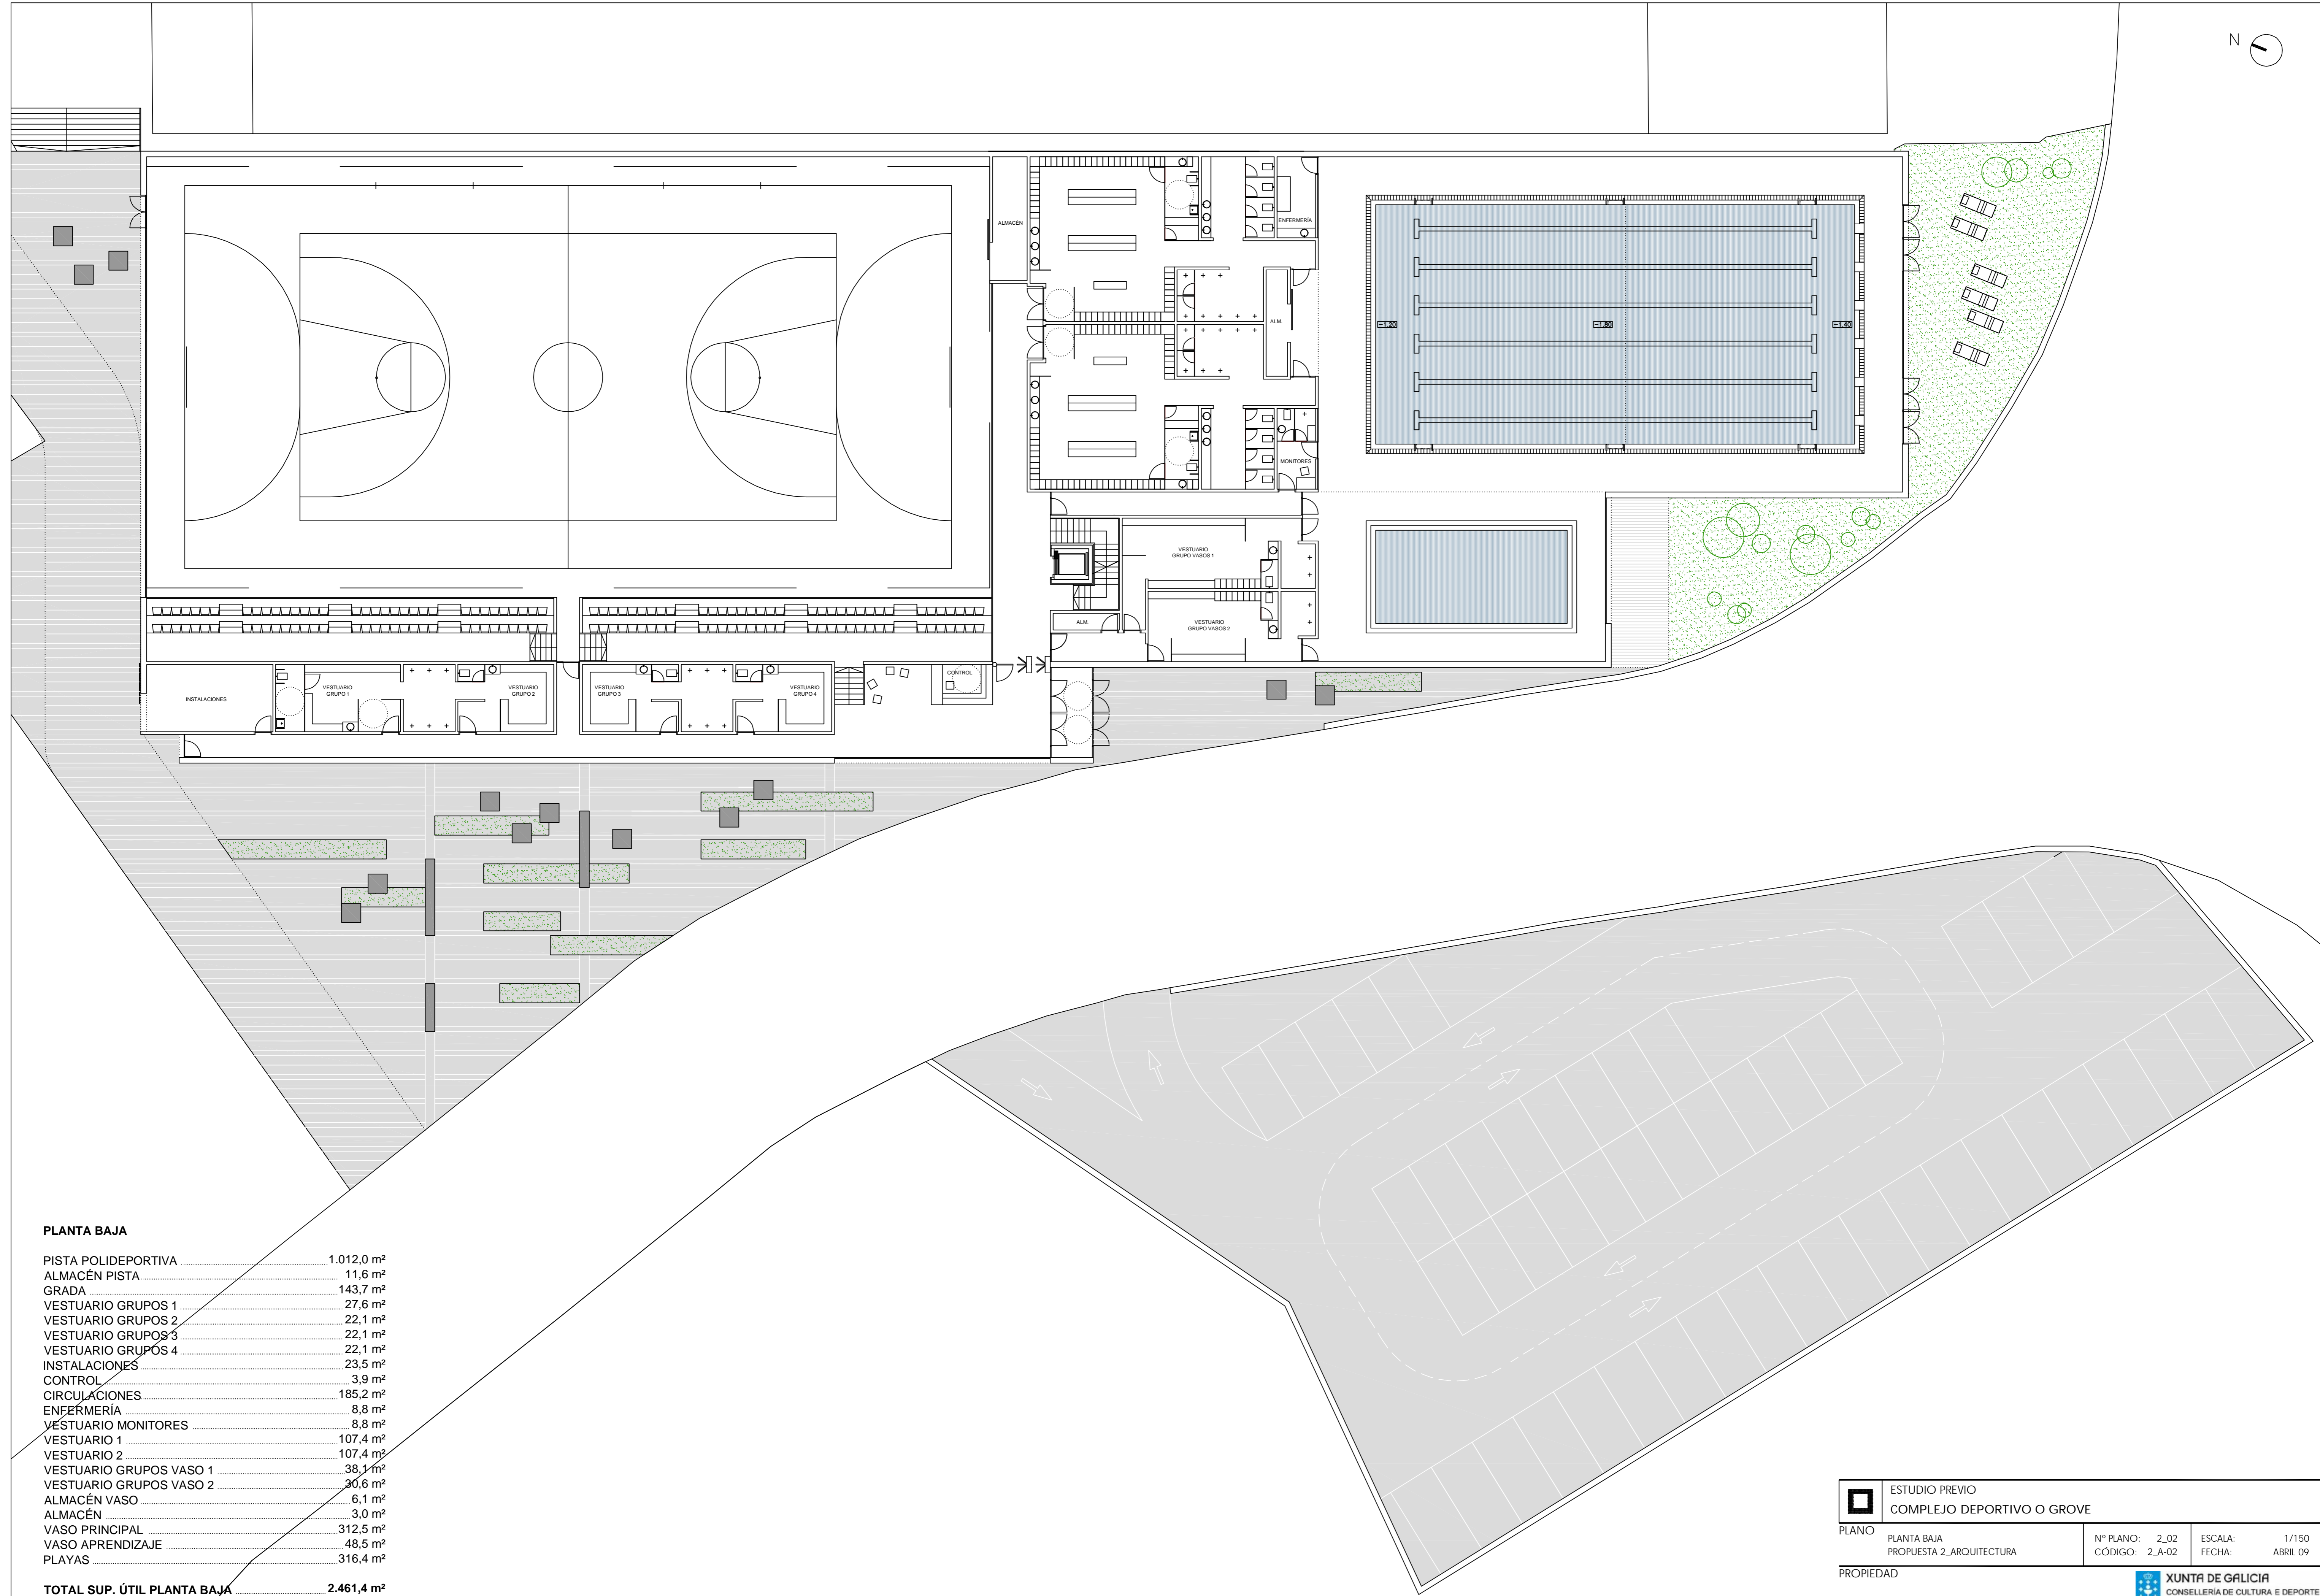 N
ALMACÉN
ENFERMERÍA
ALM.
-1,20
-1,80
-1,40
MONITORES
VESTUARIO
GRUPO VASOS 1
ALM.
VESTUARIO
GRUPO VASOS 2
INSTALACIONES
VESTUARIO
GRUPO 1
VESTUARIO
GRUPO 2
VESTUARIO
GRUPO 3
VESTUARIO
GRUPO 4
CONTROL
PLANTA BAJA
PISTA POLIDEPORTIVA 1.012,0 m²
ALMACÉN PISTA 11,6 m²
GRADA 143,7 m²
VESTUARIO GRUPOS 1 27,6 m²
VESTUARIO GRUPOS 2 22,1 m²
VESTUARIO GRUPOS 3 22,1 m²
VESTUARIO GRUPOS 4 22,1 m²
INSTALACIONES 23,5 m²
CONTROL 3,9 m²
CIRCULACIONES 185,2 m²
ENFERMERÍA 8,8 m²
VESTUARIO MONITORES 8,8 m²
VESTUARIO 1 107,4 m²
VESTUARIO 2 107,4 m²
VESTUARIO GRUPOS VASO 1 38,1 m²
VESTUARIO GRUPOS VASO 2 30,6 m²
ALMACÉN VASO 6,1 m²
ALMACÉN 3,0 m²
VASO PRINCIPAL 312,5 m²
VASO APRENDIZAJE 48,5 m²
PLAYAS 316,4 m²
TOTAL SUP. ÚTIL PLANTA BAJA 2.461,4 m²
ESTUDIO PREVIO
COMPLEJO DEPORTIVO O GROVE
PLANO
PLANTA BAJA
PROPUESTA 2_ARQUITECTURA
Nº PLANO: 2_02
CÓDIGO: 2_A-02
ESCALA: 1/150
FECHA: ABRIL 09
PROPIEDAD
XUNTA DE GALICIA
CONSELLERÍA DE CULTURA E DEPORTE